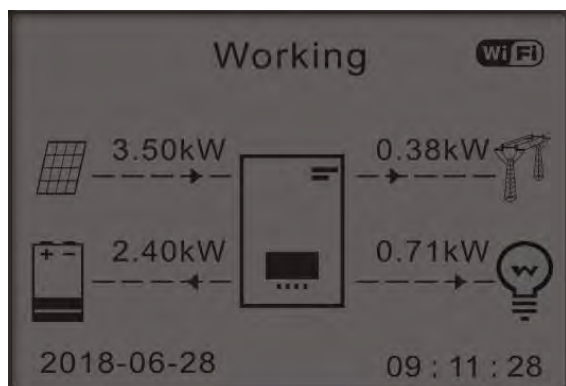 Working
WiFi
3.50kW
0.38kW
+ -
2.40kW
0.71kW
2018-06-28
09 : 11 : 28